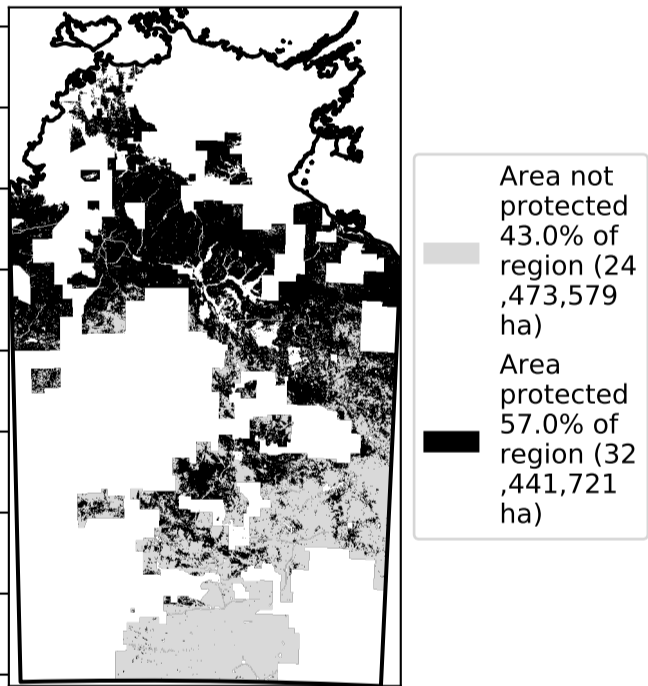 Area not
protected
43.0% of
region (24
,473,579
ha)
Area
protected
57.0% of
region (32
,441,721
ha)